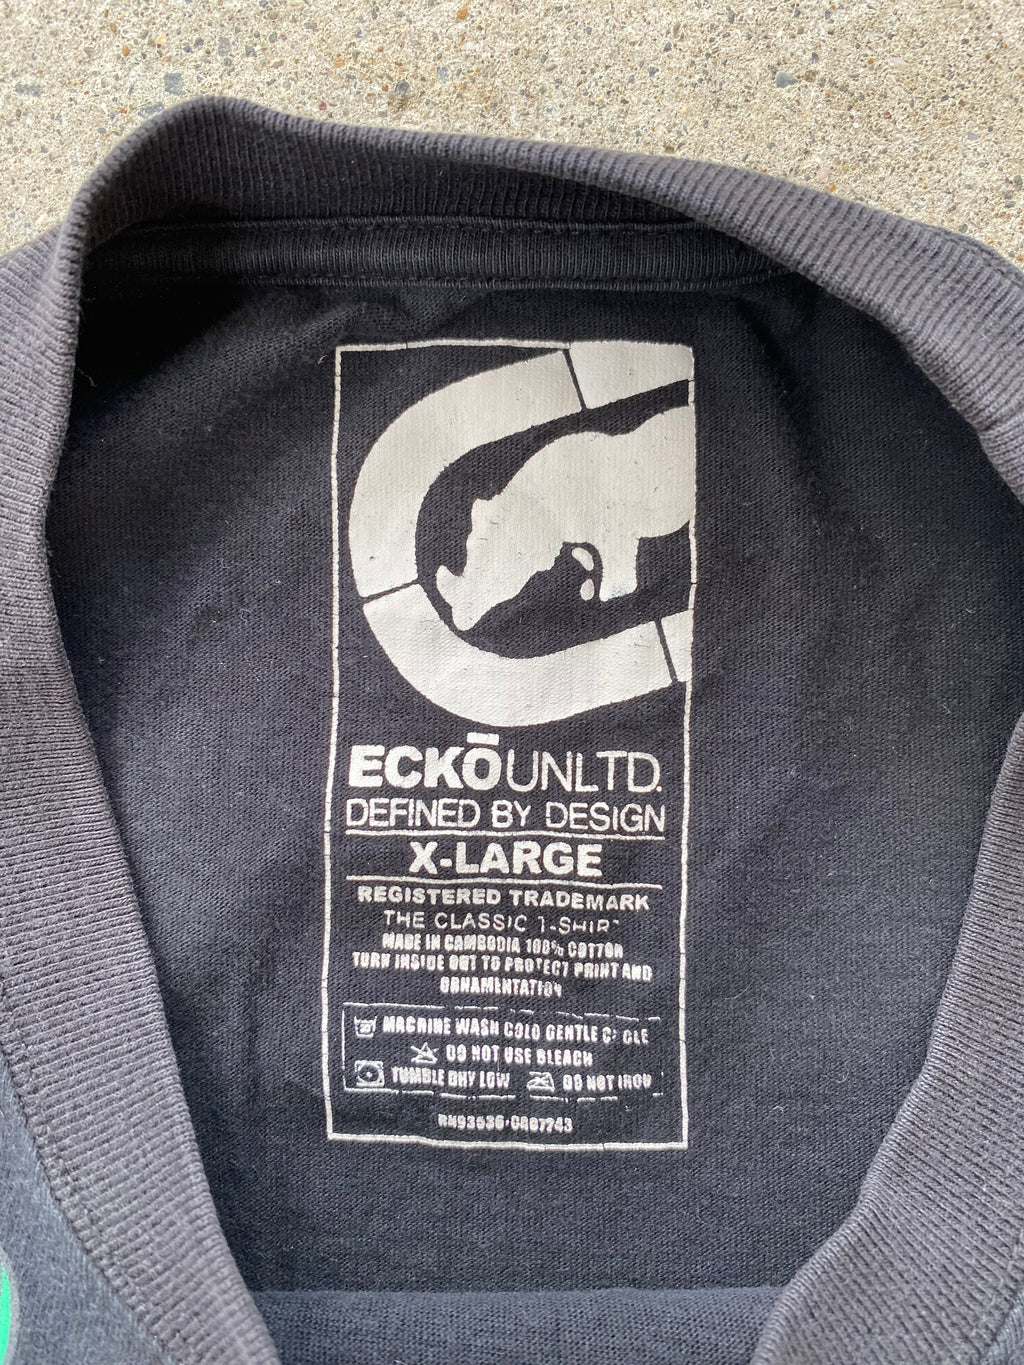 ECKŌ UNLTD.
DEFINED BY DESIGN
X-LARGE
REGISTERED TRADEMARK
THE CLASSIC T-SHIRT
MADE IN CAMBODIA 100% COTTON
TURN INSIDE OUT TO PROTECT PRINT AND
ORNAMENTATION
MACHINE WASH COLD GENTLE CYCLE
DO NOT USE BLEACH
TUMBLE DRY LOW DO NOT IRON
RN93536·CA07243